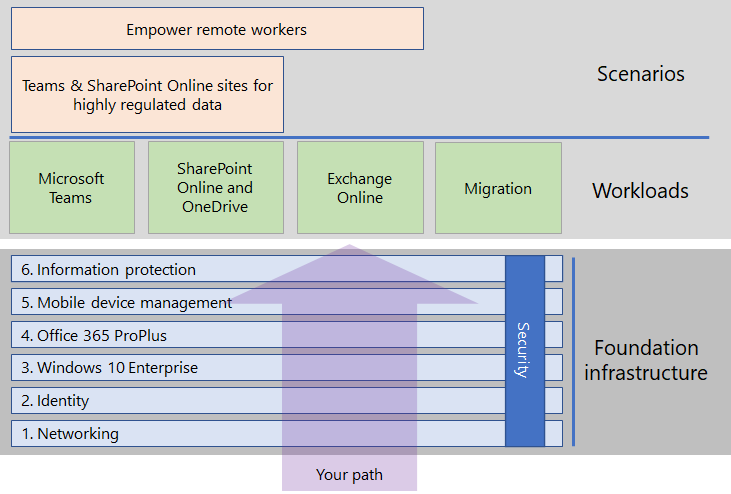 Empower remote workers
Teams & SharePoint Online sites for
highly regulated data
Scenarios
Microsoft
Teams
SharePoint
Online and
OneDrive
Exchange
Online
Migration
Workloads
6. Information protection
5. Mobile device management
4. Office 365 ProPlus
3. Windows 10 Enterprise
2. Identity
1. Networking
Security
Foundation
infrastructure
Your path